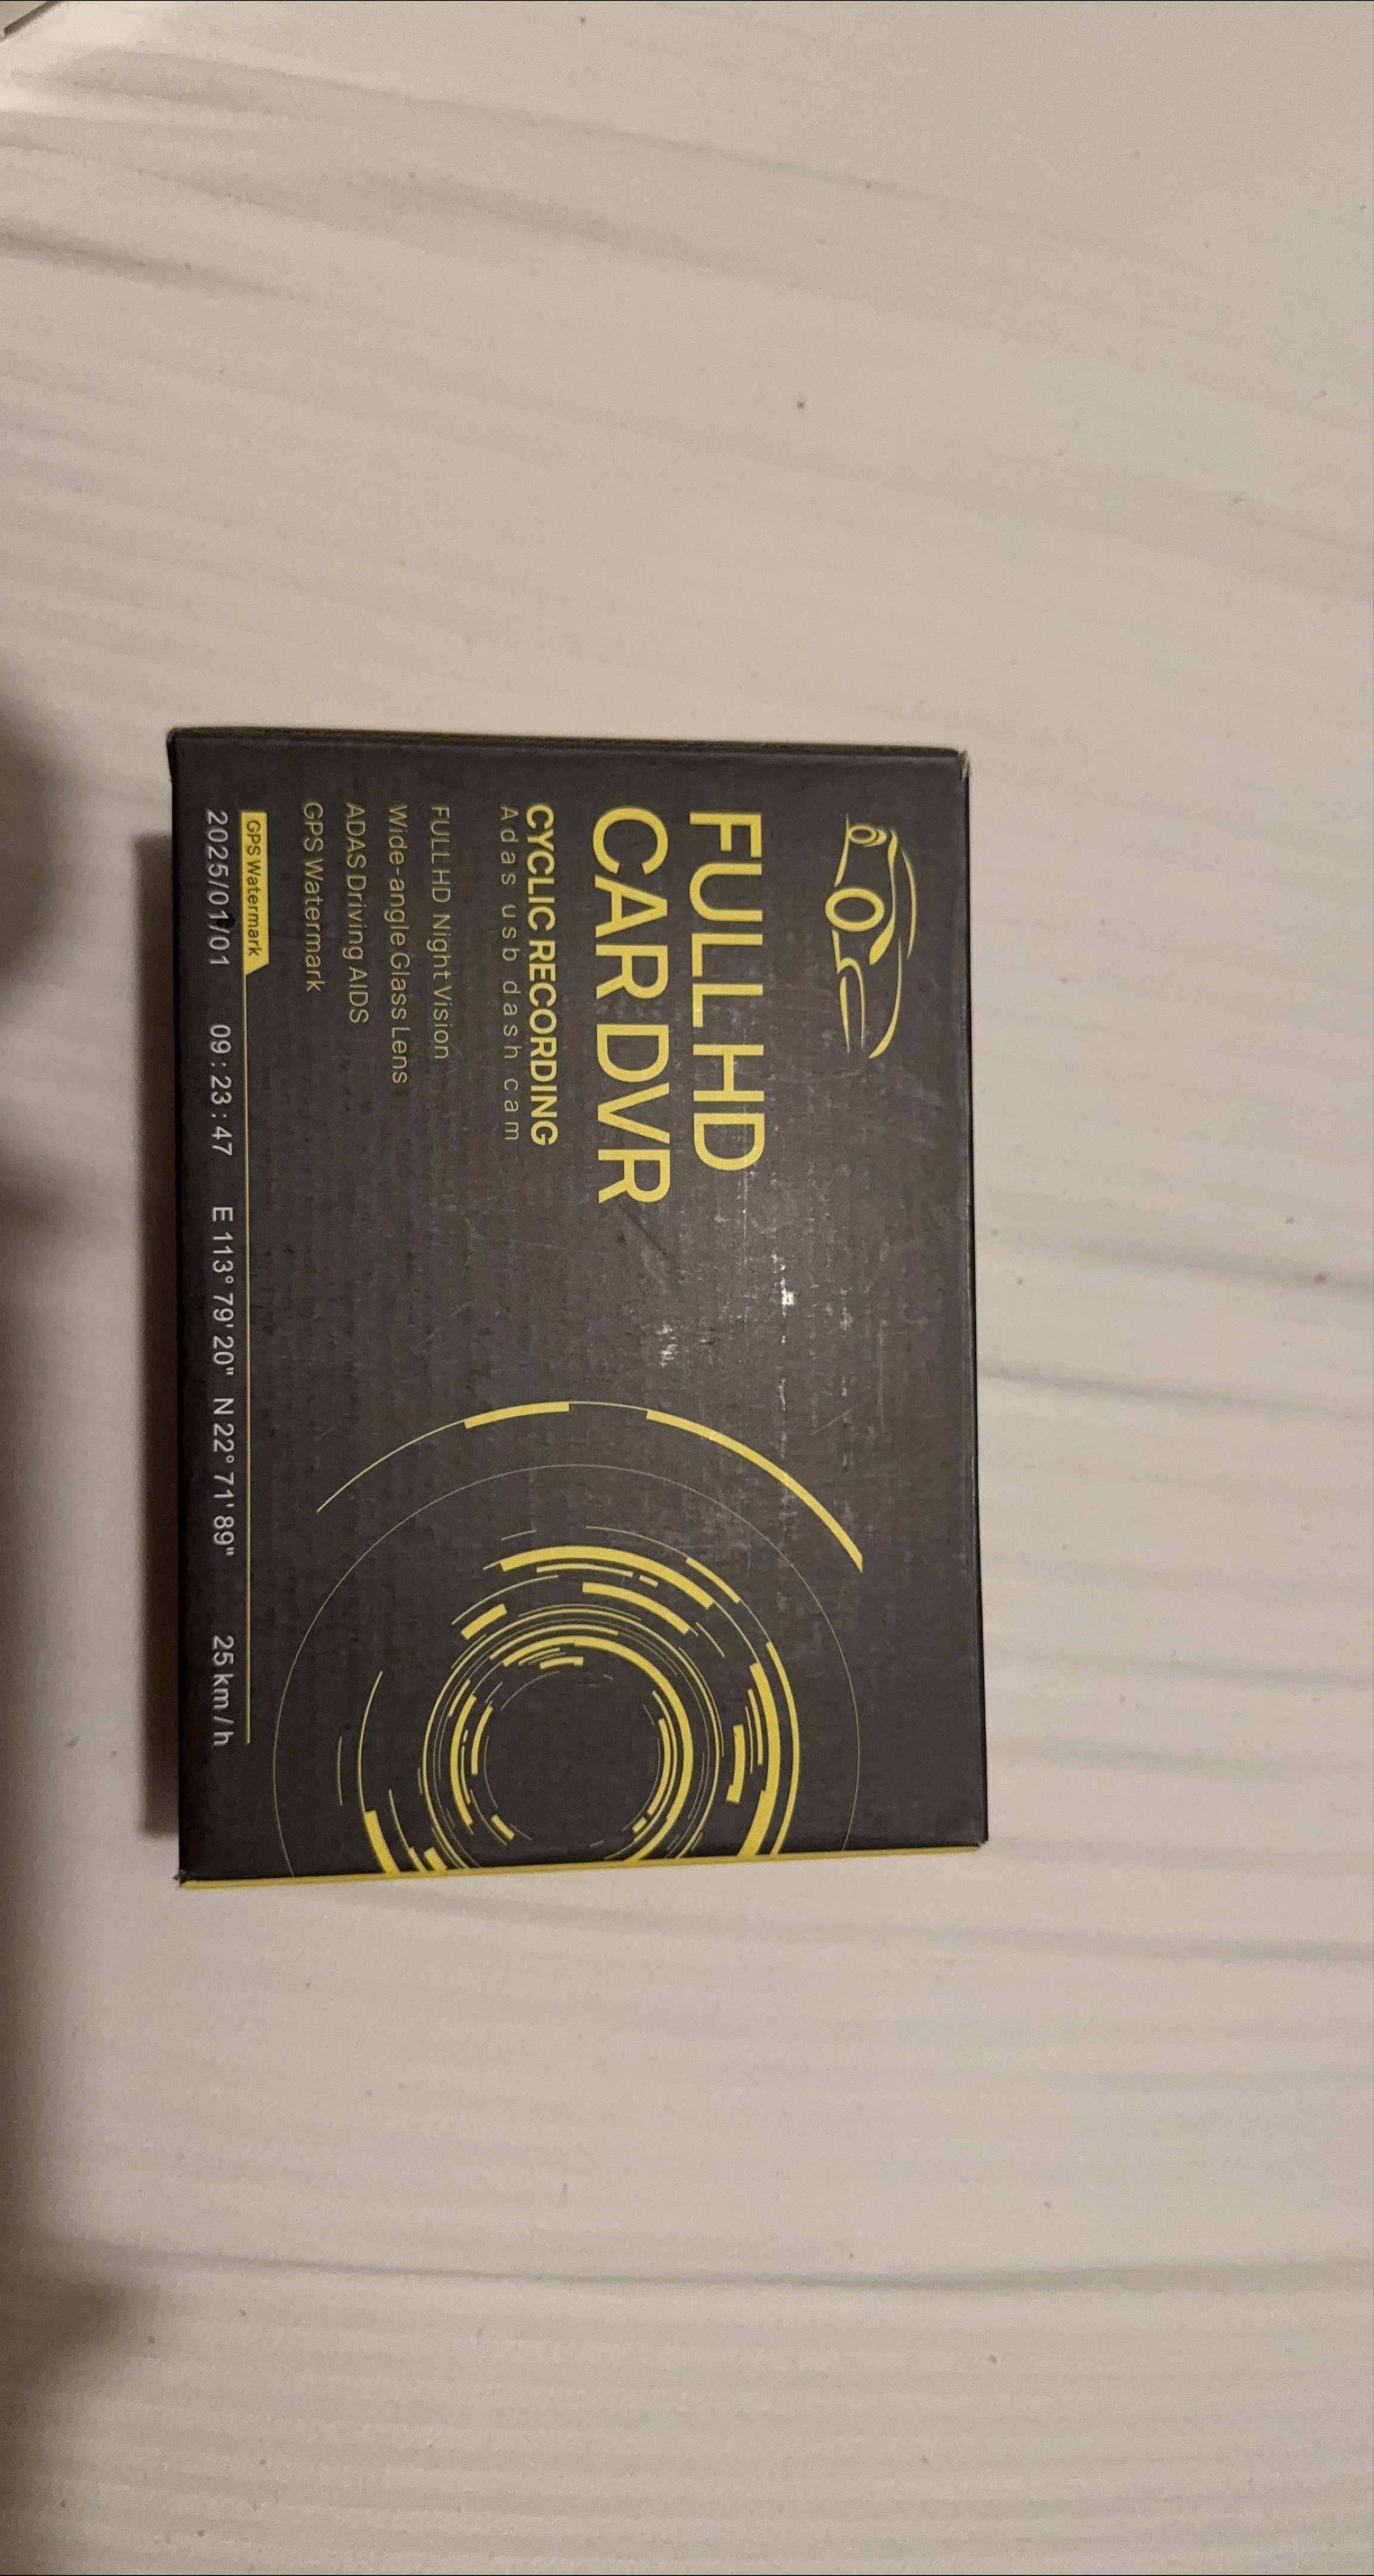 FULL HD
CAR DVR
CYCLIC RECORDING
Adas usb dash cam
FULL HD Night Vision
Wide-angle Glass Lens
ADAS Driving AIDS
GPS Watermark
GPS Watermark
2025/01/01 09:23:47 E 113° 79' 20" N 22° 71' 89" 25 km/h